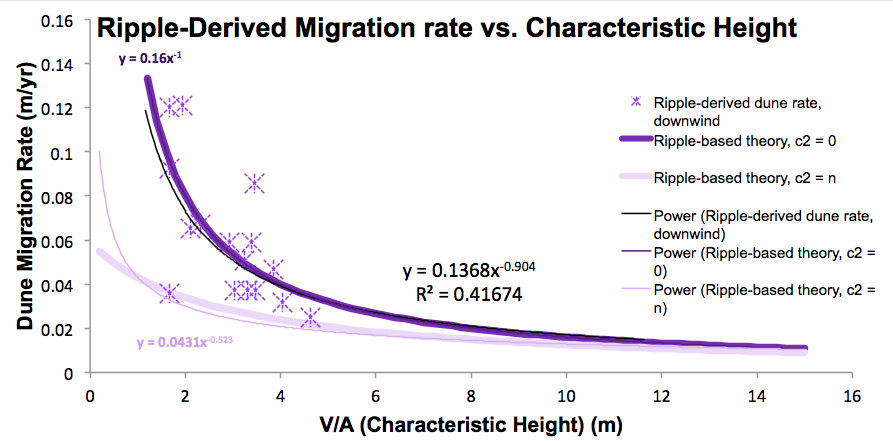 Ripple-Derived Migration rate vs. Characteristic Height
0.16
0.14
0.12
0.1
0.08
0.06
0.04
0.02
0
Dune Migration Rate (m/yr)
y = 0.16x-1
y = 0.1368x-0.904
R² = 0.41674
y = 0.0431x-0.523
Ripple-derived dune rate,
downwind
Ripple-based theory, c2 = 0
Ripple-based theory, c2 = n
Power (Ripple-derived dune rate,
downwind)
Power (Ripple-based theory, c2 =
0)
Power (Ripple-based theory, c2 =
n)
0 2 4 6 8 10 12 14 16
V/A (Characteristic Height) (m)